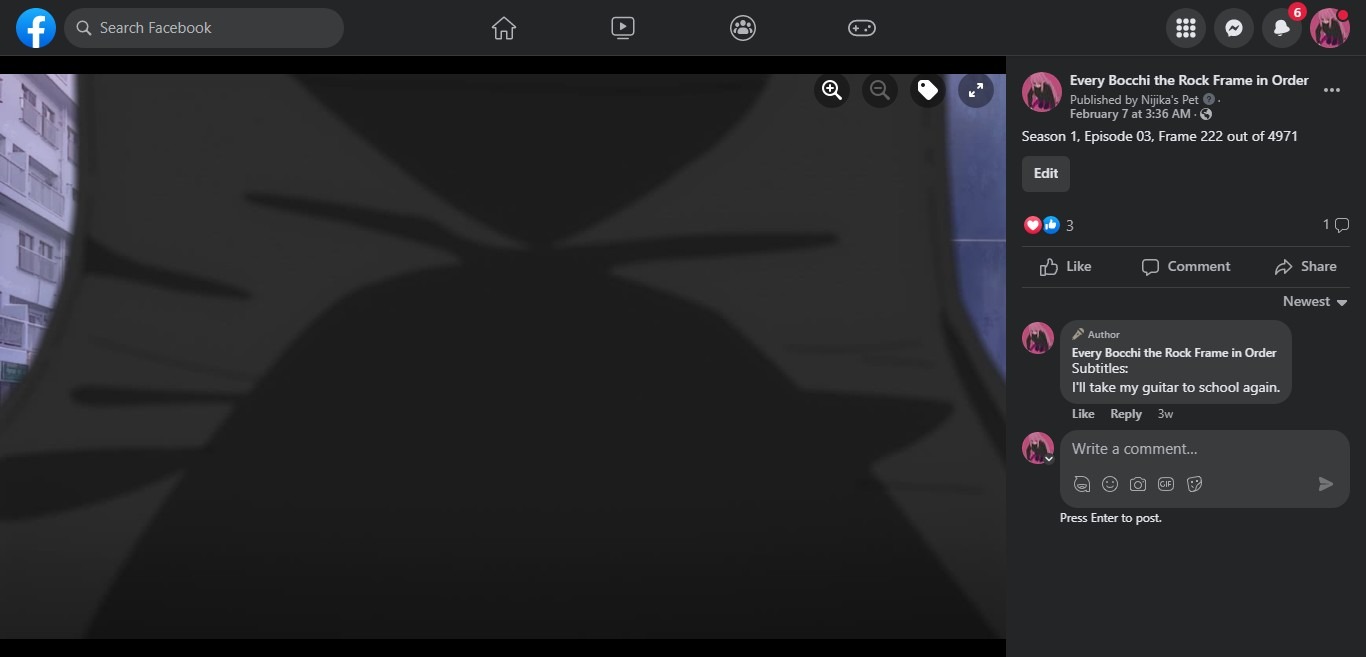 Search Facebook
6
Every Bocchi the Rock Frame in Order
Published by Nijika's Pet ·
February 7 at 3:36 AM ·
Season 1, Episode 03, Frame 222 out of 4971
Edit
3
1
Like
Comment
Share
Newest
Author
Every Bocchi the Rock Frame in Order
Subtitles:
I'll take my guitar to school again.
Like Reply 3w
Write a comment...
GIF
Press Enter to post.